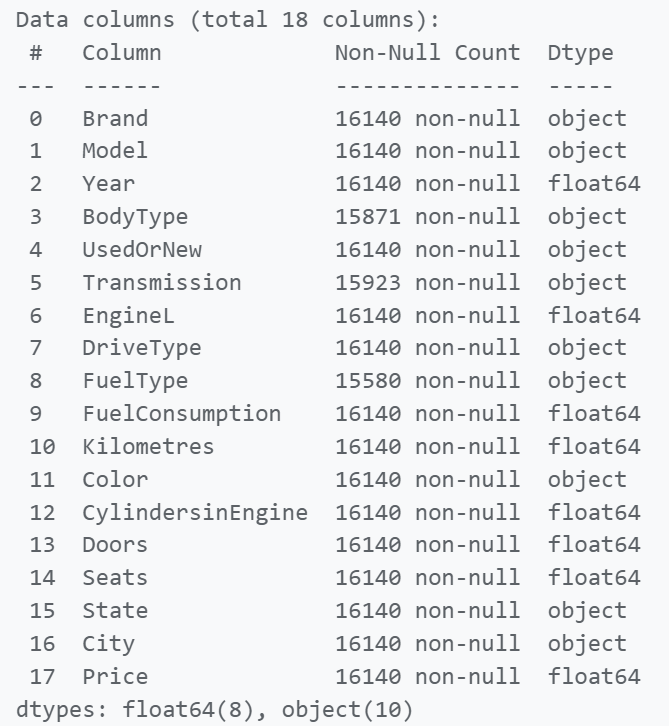 Data columns (total 18 columns):
 #   Column             Non-Null Count  Dtype
---  ------             --------------  -----
 0   Brand              16140 non-null  object
 1   Model              16140 non-null  object
 2   Year               16140 non-null  float64
 3   BodyType           15871 non-null  object
 4   UsedOrNew          16140 non-null  object
 5   Transmission       15923 non-null  object
 6   EngineL            16140 non-null  float64
 7   DriveType          16140 non-null  object
 8   FuelType           15580 non-null  object
 9   FuelConsumption    16140 non-null  float64
 10  Kilometres         16140 non-null  float64
 11  Color              16140 non-null  object
 12  CylindersinEngine  16140 non-null  float64
 13  Doors              16140 non-null  float64
 14  Seats              16140 non-null  float64
 15  State              16140 non-null  object
 16  City               16140 non-null  object
 17  Price              16140 non-null  float64
dtypes: float64(8), object(10)